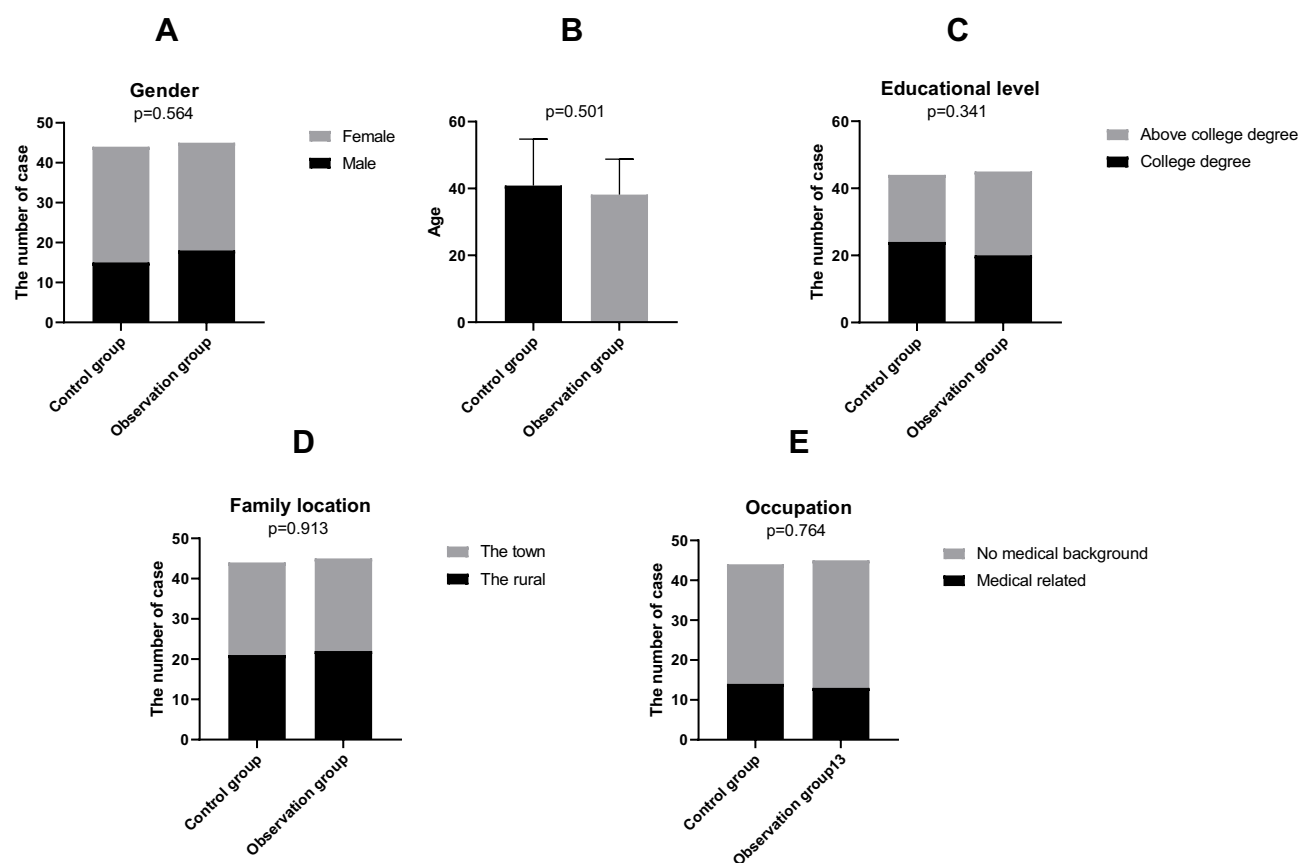 A
Gender
p=0.564
The number of case
50
40
30
20
10
0
Control group
Observation group
Female
Male
B
p=0.501
Age
60
40
20
0
Control group
Observation group
C
Educational level
p=0.341
The number of case
60
40
20
0
Control group
Observation group
Above college degree
College degree
D
Family location
p=0.913
The number of case
50
40
30
20
10
0
Control group
Observation group
The town
The rural
E
Occupation
p=0.764
The number of case
50
40
30
20
10
0
Control group
Observation group13
No medical background
Medical related